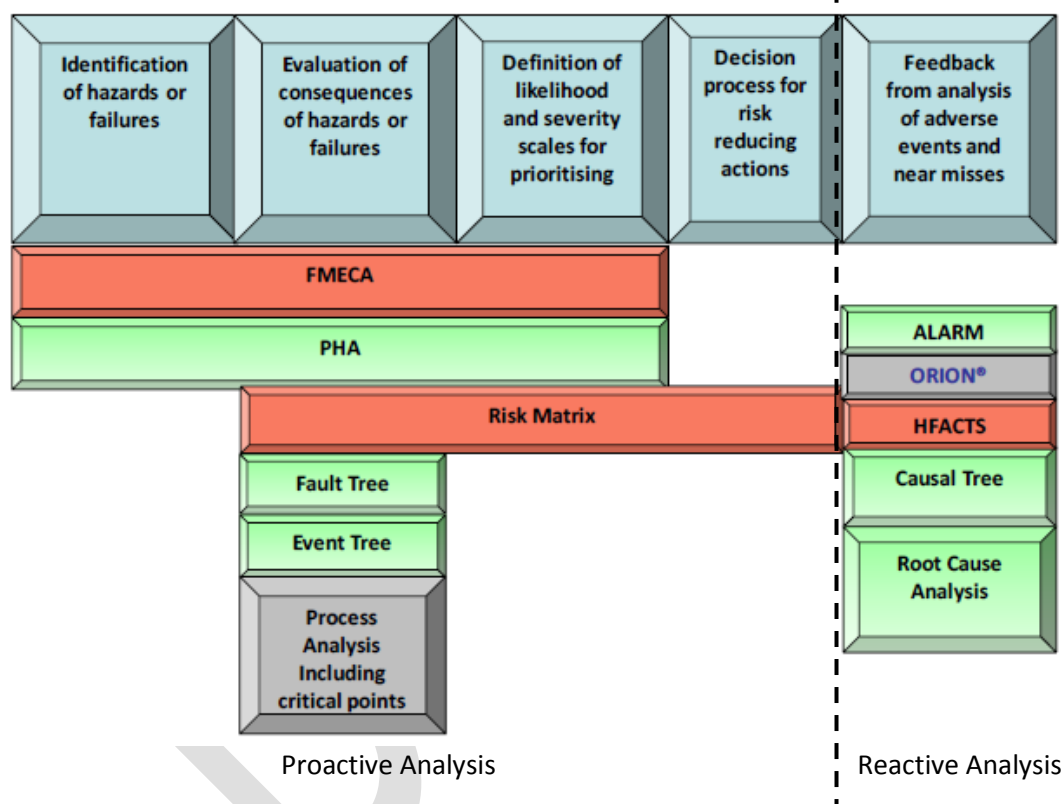 Identification
of hazards or
failures
Evaluation of
consequences
of hazards or
failures
Definition of
likelihood
and severity
scales for
prioritising
Decision
process for
risk
reducing
actions
Feedback
from analysis
of adverse
events and
near misses
FMECA
PHA
Risk Matrix
Fault Tree
Event Tree
Process
Analysis
Including
critical points
ALARM
ORION®
HFACTS
Causal Tree
Root Cause
Analysis
Proactive Analysis
Reactive Analysis